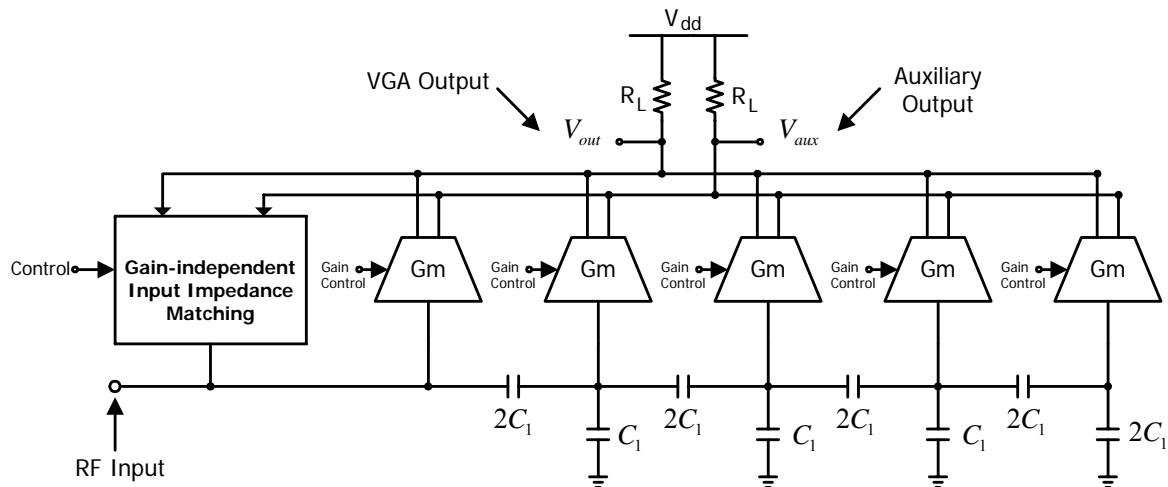 V_dd
VGA Output
Auxiliary
Output
R_L
R_L
V_out
V_aux
Control
Gain-independent
Input Impedance
Matching
Gain
Control
Gm
Gain
Control
Gm
Gain
Control
Gm
Gain
Control
Gm
Gain
Control
Gm
2C_1
2C_1
2C_1
2C_1
C_1
C_1
C_1
2C_1
RF Input